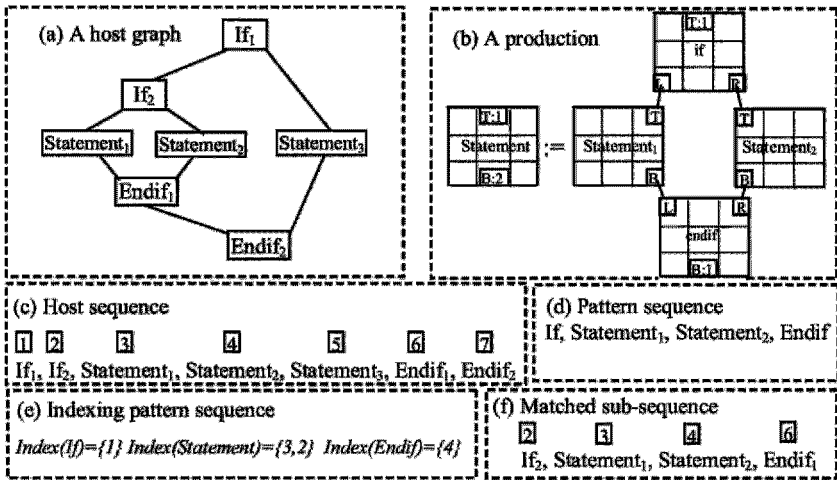 (a) A host graph
If₁
If₂
Statement₁
Statement₂
Statement₃
Endif₁
Endif₂
(b) A production
T:1
if
L
R
T:1
Statement
B:2
:=
T
Statement₁
B
T
Statement₂
B
L
R
endif
B:1
(c) Host sequence
1 2 3 4 5 6 7
If₁, If₂, Statement₁, Statement₂, Statement₃, Endif₁, Endif₂
(d) Pattern sequence
If, Statement₁, Statement₂, Endif
(e) Indexing pattern sequence
Index(If)={1} Index(Statement)={3,2} Index(Endif)={4}
(f) Matched sub-sequence
2 3 4 6
If₂, Statement₁, Statement₂, Endif₁